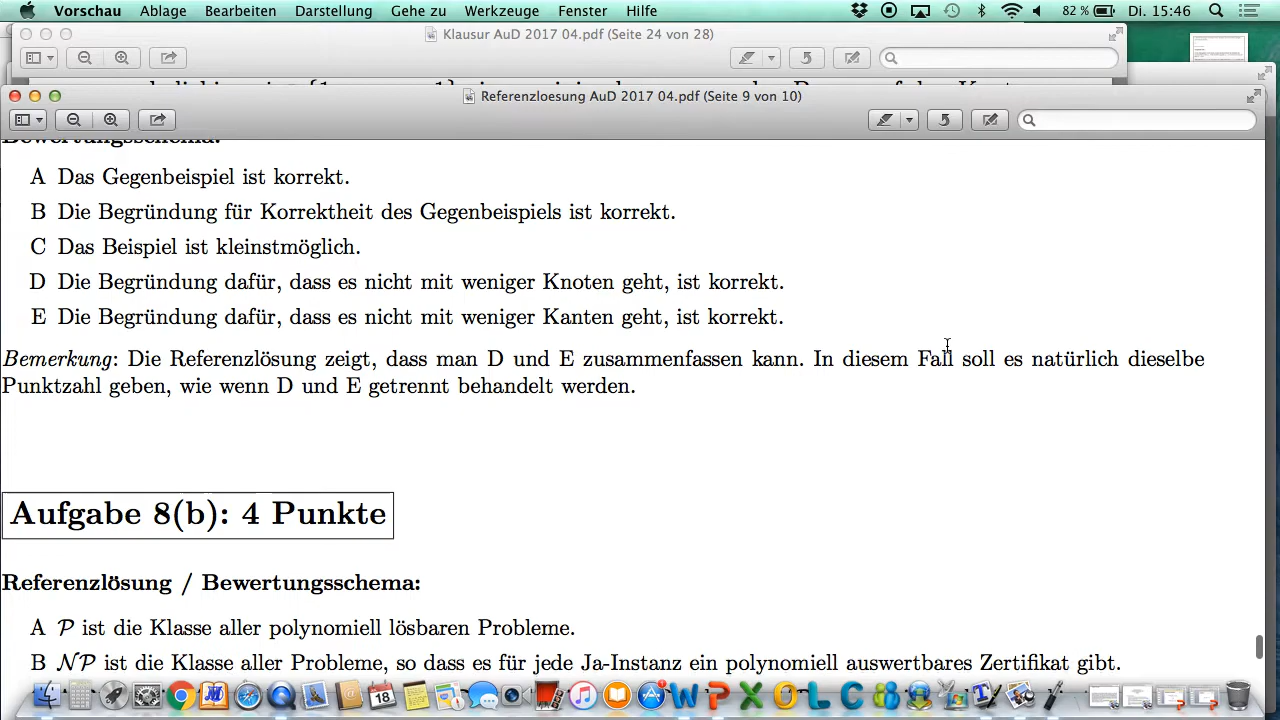 Vorschau Ablage Bearbeiten Darstellung Gehe zu Werkzeuge Fenster Hilfe 82 % Di. 15:46
Klausur AuD 2017 04.pdf (Seite 24 von 28)
Referenzloesung AuD 2017 04.pdf (Seite 9 von 10)
Bewertungsschema:
A Das Gegenbeispiel ist korrekt.
B Die Begründung für Korrektheit des Gegenbeispiels ist korrekt.
C Das Beispiel ist kleinstmöglich.
D Die Begründung dafür, dass es nicht mit weniger Knoten geht, ist korrekt.
E Die Begründung dafür, dass es nicht mit weniger Kanten geht, ist korrekt.
Bemerkung: Die Referenzlösung zeigt, dass man D und E zusammenfassen kann. In diesem Fall soll es natürlich dieselbe
Punktzahl geben, wie wenn D und E getrennt behandelt werden.
Aufgabe 8(b): 4 Punkte
Referenzlösung / Bewertungsschema:
A 𝒫 ist die Klasse aller polynomiell lösbaren Probleme.
B 𝒩𝒫 ist die Klasse aller Probleme, so dass es für jede Ja-Instanz ein polynomiell auswertbares Zertifikat gibt.
18